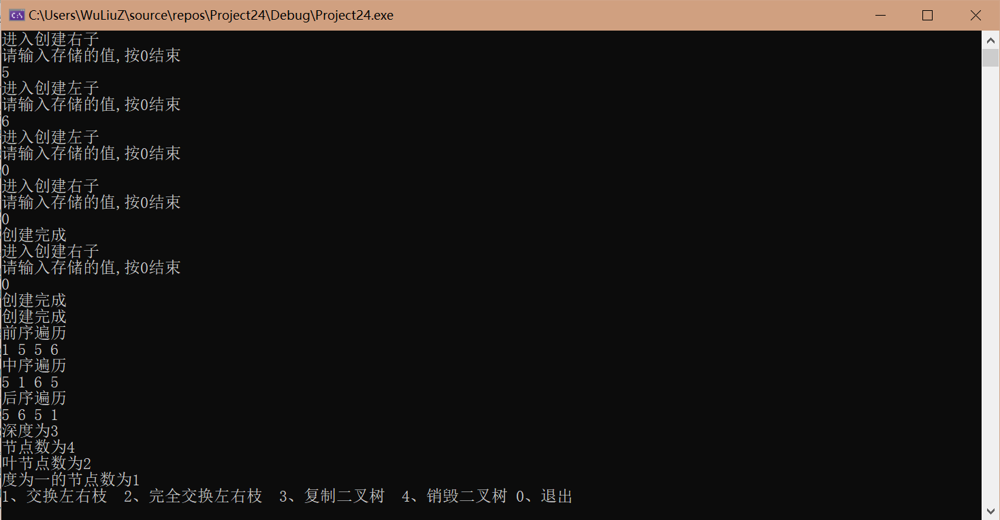 C:\Users\WuLiuZ\source\repos\Project24\Debug\Project24.exe
进入创建右子
请输入存储的值,按0结束
5
进入创建左子
请输入存储的值,按0结束
6
进入创建左子
请输入存储的值,按0结束
0
进入创建右子
请输入存储的值,按0结束
0
创建完成
进入创建右子
请输入存储的值,按0结束
0
创建完成
创建完成
前序遍历
1 5 5 6
中序遍历
5 1 6 5
后序遍历
5 6 5 1
深度为3
节点数为4
叶节点数为2
度为一的节点数为1
1、交换左右枝  2、完全交换左右枝  3、复制二叉树  4、销毁二叉树 0、退出